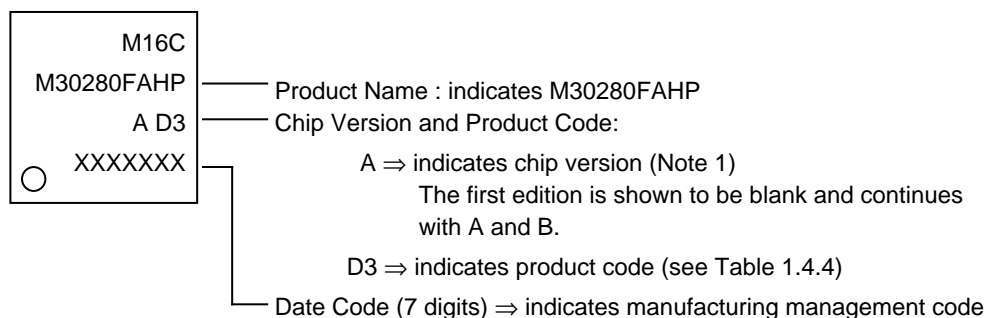 M16C
M30280FAHP
A D3
XXXXXXX
Product Name : indicates M30280FAHP
Chip Version and Product Code:
A ⇒ indicates chip version (Note 1)
The first edition is shown to be blank and continues
with A and B.
D3 ⇒ indicates product code (see Table 1.4.4)
Date Code (7 digits) ⇒ indicates manufacturing management code